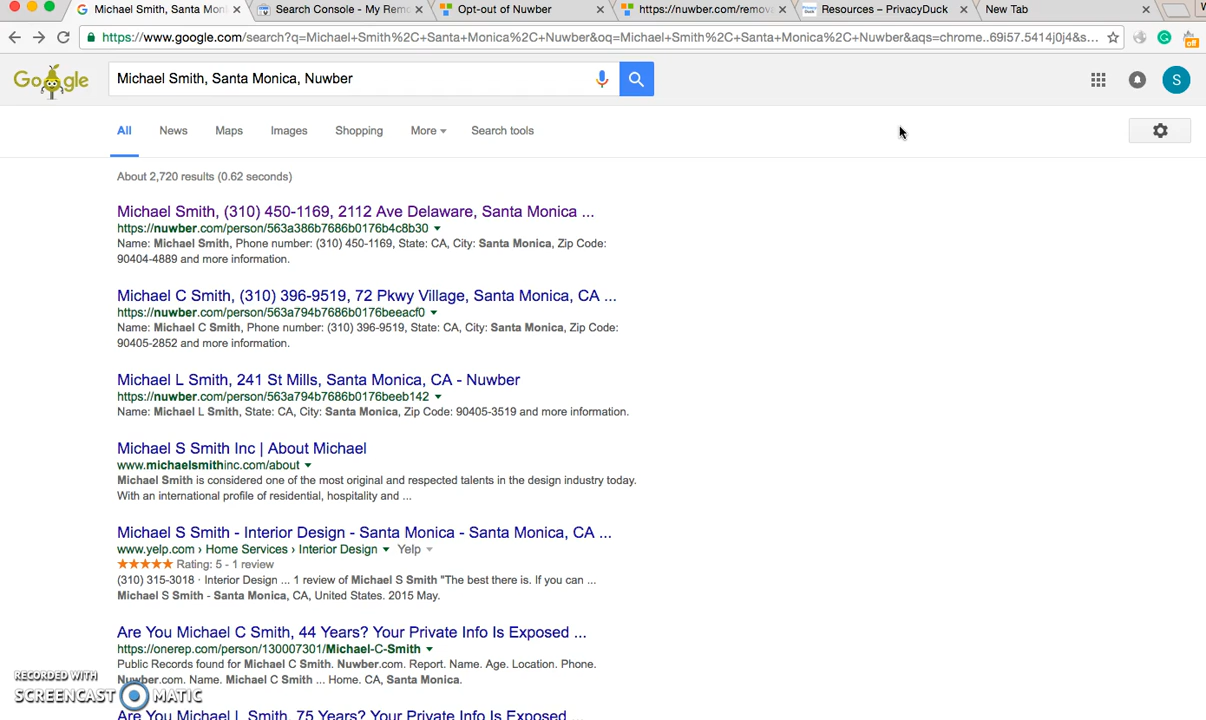 Michael Smith, Santa Mon
Search Console - My Remo
Opt-out of Nuwber
https://nuwber.com/remov
Resources – PrivacyDuck
New Tab
https://www.google.com/search?q=Michael+Smith%2C+Santa+Monica%2C+Nuwber&oq=Michael+Smith%2C+Santa+Monica%2C+Nuwber&aqs=chrome..69i57.5414j0j4&s...
off
Google
Michael Smith, Santa Monica, Nuwber
S
All
News
Maps
Images
Shopping
More
Search tools
About 2,720 results (0.62 seconds)
Michael Smith, (310) 450-1169, 2112 Ave Delaware, Santa Monica ...
https://nuwber.com/person/563a386b7686b0176b4c8b30
Name: Michael Smith, Phone number: (310) 450-1169, State: CA, City: Santa Monica, Zip Code:
90404-4889 and more information.
Michael C Smith, (310) 396-9519, 72 Pkwy Village, Santa Monica, CA ...
https://nuwber.com/person/563a794b7686b0176beeacf0
Name: Michael C Smith, Phone number: (310) 396-9519, State: CA, City: Santa Monica, Zip Code:
90405-2852 and more information.
Michael L Smith, 241 St Mills, Santa Monica, CA - Nuwber
https://nuwber.com/person/563a794b7686b0176beeb142
Name: Michael L Smith, State: CA, City: Santa Monica, Zip Code: 90405-3519 and more information.
Michael S Smith Inc | About Michael
www.michaelsmithinc.com/about
Michael Smith is considered one of the most original and respected talents in the design industry today.
With an international profile of residential, hospitality and ...
Michael S Smith - Interior Design - Santa Monica - Santa Monica, CA ...
www.yelp.com › Home Services › Interior Design
Yelp
Rating: 5 - 1 review
(310) 315-3018 · Interior Design ... 1 review of Michael S Smith "The best there is. If you can ...
Michael S Smith - Santa Monica, CA, United States. 2015 May.
Are You Michael C Smith, 44 Years? Your Private Info Is Exposed ...
https://onerep.com/person/130007301/Michael-C-Smith
Public Records found for Michael C Smith. Nuwber.com. Report. Name. Age. Location. Phone.
Nuwber.com. Name. Michael C Smith ... Home. CA, Santa Monica.
RECORDED WITH
SCREENCAST MATIC
Are You Michael L Smith, 75 Years? Your Private Info Is Exposed ...